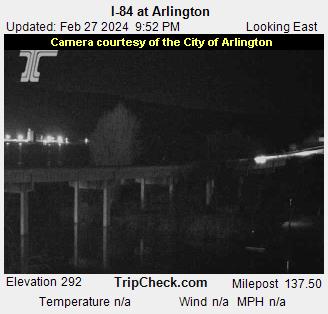 I-84 at Arlington
Updated: Feb 27 2024 9:52 PM Looking East
Camera courtesy of the City of Arlington
Elevation 292 TripCheck.com Milepost 137.50
Temperature n/a Wind n/a MPH n/a